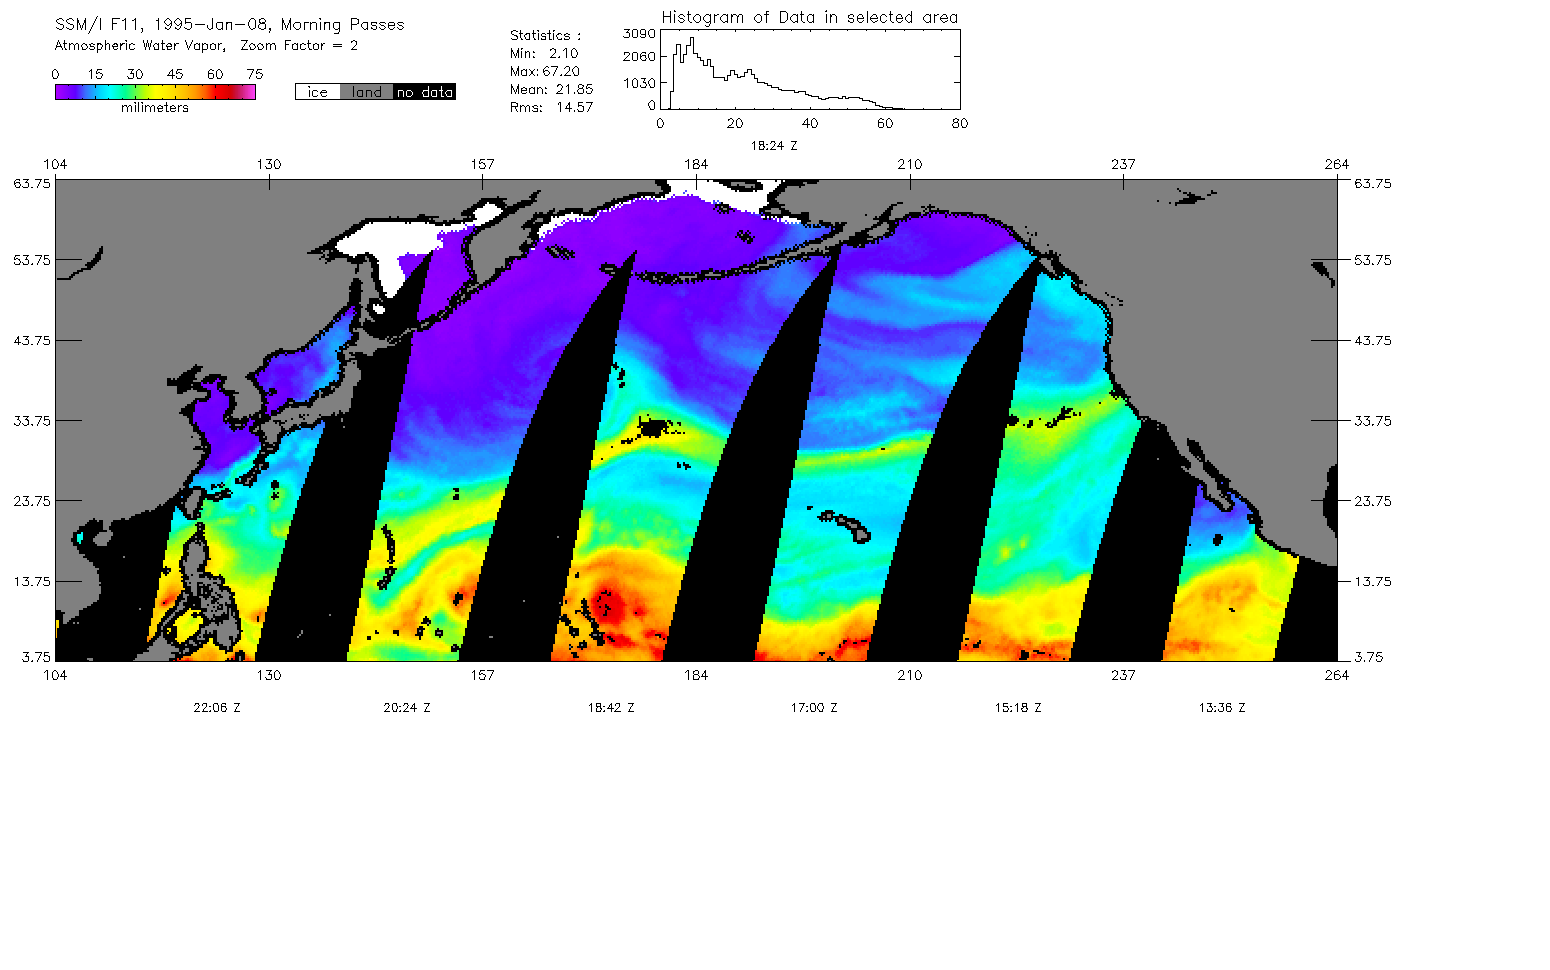 SSM/I F11, 1995-Jan-08, Morning Passes
Atmospheric Water Vapor, Zoom Factor = 2
0 15 30 45 60 75
milimeters
ice land no data
Statistics :
Min: 2.10
Max: 67.20
Mean: 21.85
Rms: 14.57
Histogram of Data in selected area
3090
2060
1030
0
0 20 40 60 80
18:24 Z
104 130 157 184 210 237 264
63.75 63.75
53.75 53.75
43.75 43.75
33.75 33.75
23.75 23.75
13.75 13.75
3.75 3.75
104 130 157 184 210 237 264
22:06 Z 20:24 Z 18:42 Z 17:00 Z 15:18 Z 13:36 Z